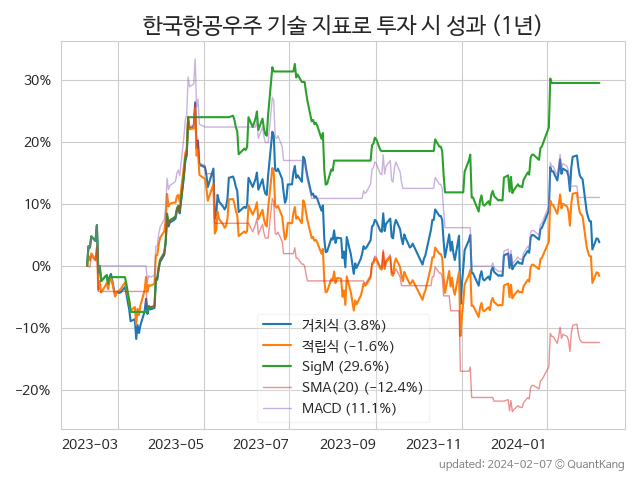 한국항공우주 기술 지표로 투자 시 성과 (1년)
30%
20%
10%
0%
−10%
−20%
거치식 (3.8%)
적립식 (−1.6%)
SigM (29.6%)
SMA(20) (−12.4%)
MACD (11.1%)
2023-03
2023-05
2023-07
2023-09
2023-11
2024-01
updated: 2024-02-07 © QuantKang